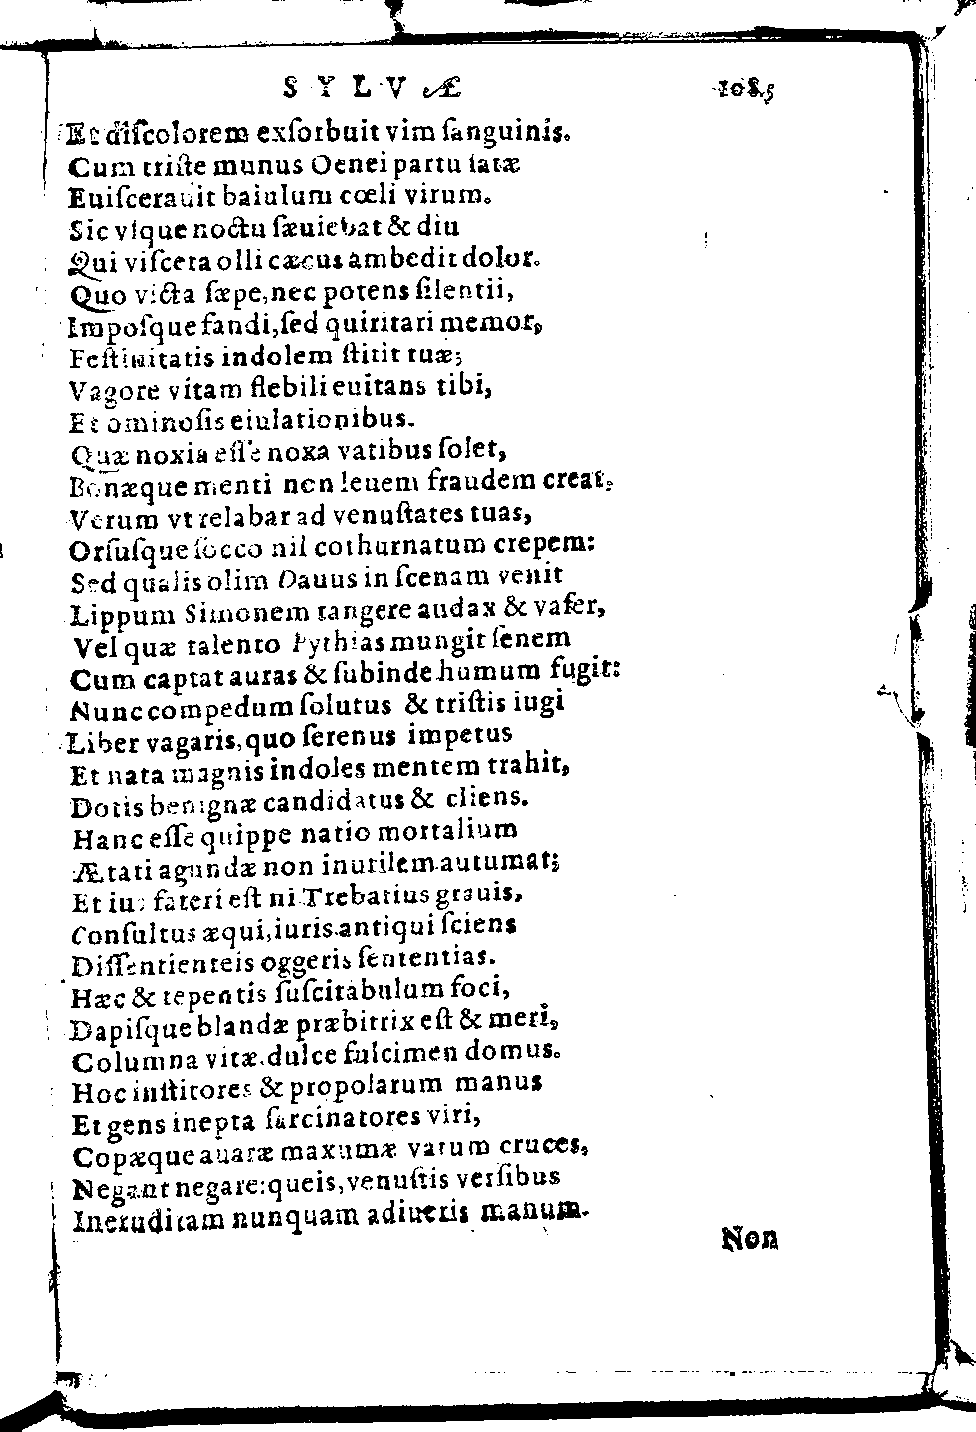 SYLVÆ 1085
Et diſcolorem exſorbuit vim ſanguinis.
Cum triſte munus Oenei partu ſatæ
Euiſcerauit baiulum cœli virum.
Sic vſque noctu ſæuiebat & diu
Qui viſcera olli cæcus ambedit dolor.
Quo victa ſæpe, nec potens ſilentii,
Impoſque fandi, ſed quiritari memor,
Feſtiuitatis indolem ſtitit tuæ;
Vagore vitam flebili euitans tibi,
Et ominoſis eiulationibus.
Quæ noxia eſſe noxa vatibus ſolet,
Bonæque menti non leuem fraudem creat.
Verum vt relabar ad venuſtates tuas,
Orſuſque ſocco nil cothurnatum crepem:
Sed qualis olim Dauus in ſcenam venit
Lippum Simonem tangere audax & vafer,
Vel quæ talento Pythias mungit ſenem
Cum captat auras & ſubinde humum fugit:
Nunc compedum ſolutus & triſtis iugi
Liber vagaris, quo ſerenus impetus
Et nata magnis indoles mentem trahit,
Dotis benignæ candidatus & cliens.
Hanc eſſe quippe natio mortalium
Ætati agundæ non inutilem autumat;
Et ius fateri eſt ni Trebatius grauis,
Conſultus æqui, iuris antiqui ſciens
Diſſentienteis oggeris ſententias.
Hæc & tepentis ſuſcitabulum foci,
Dapiſque blandæ præbitrix eſt & meri,
Columna vitæ, dulce fulcimen domus.
Hoc inſtitores & propolarum manus
Et gens inepta ſarcinatores viri,
Copæque auaræ maxumæ vatum cruces,
Negant negare: queis, venuſtis verſibus
Ineruditam nunquam adiueris manum.
Non